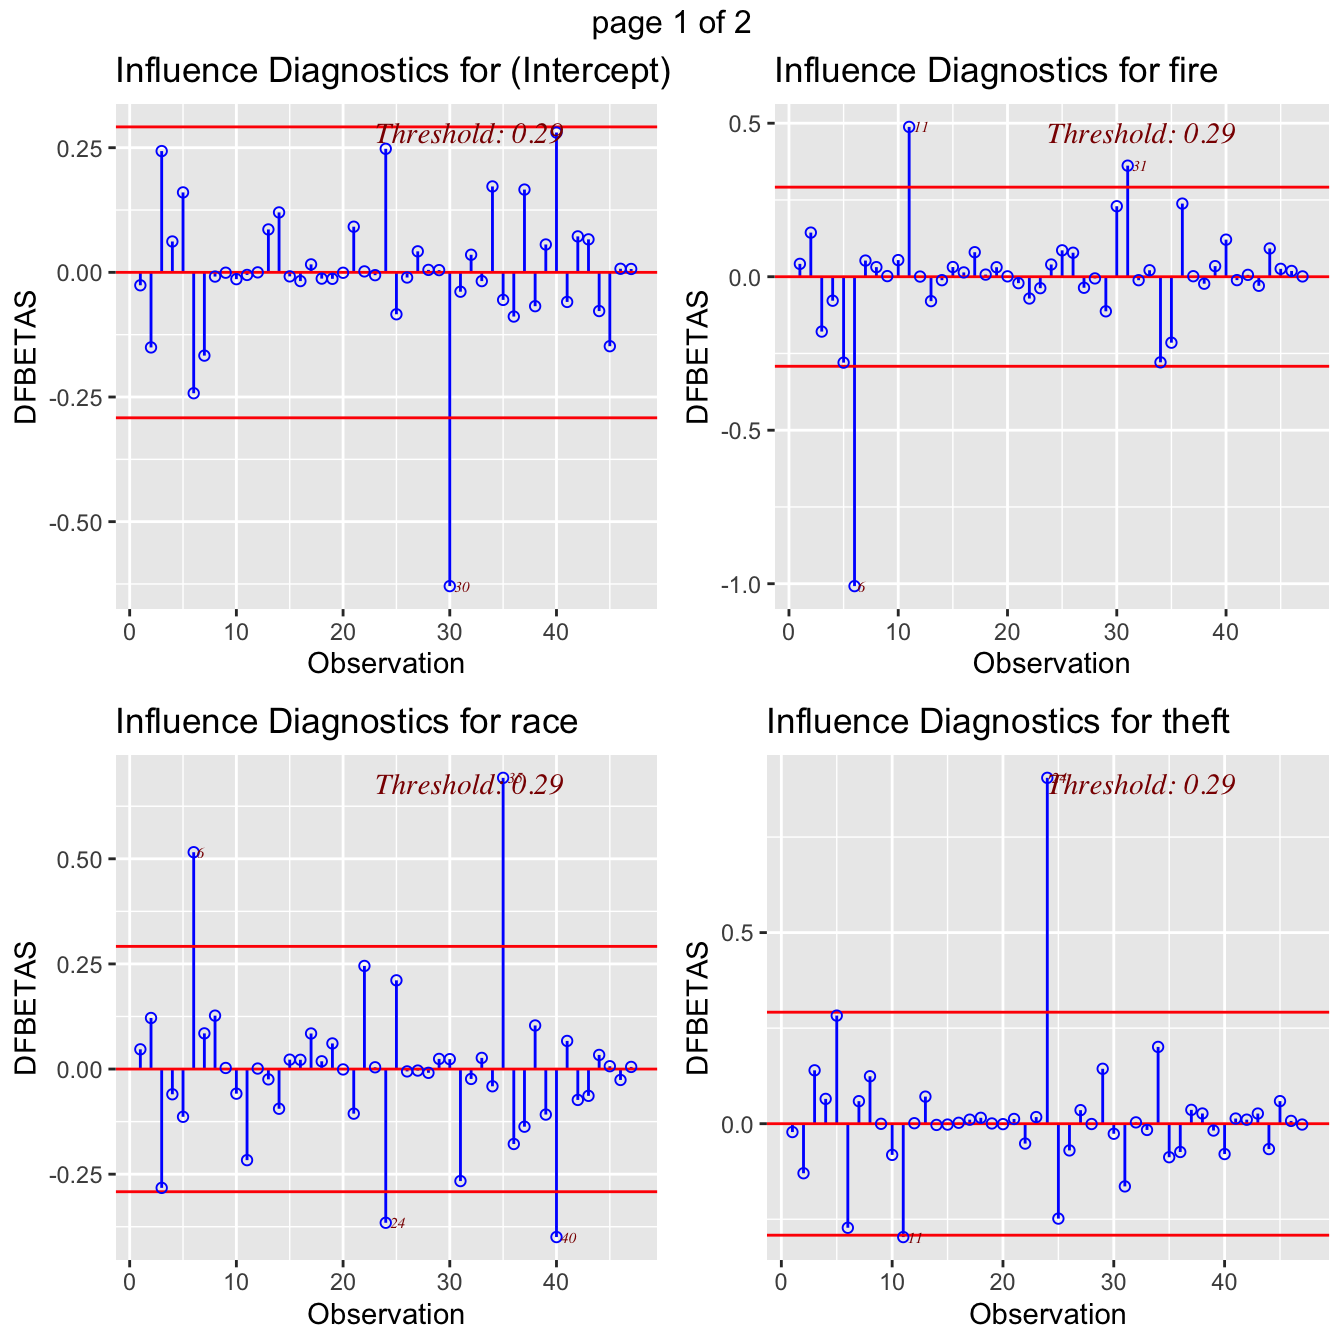 page 1 of 2
Influence Diagnostics for (Intercept)
Threshold: 0.29
0.25
0.00
-0.25
-0.50
DFBETAS
30
0 10 20 30 40
Observation
Influence Diagnostics for fire
Threshold: 0.29
11
31
6
0.5
0.0
-0.5
-1.0
DFBETAS
0 10 20 30 40
Observation
Influence Diagnostics for race
Threshold: 0.29
35
6
24
40
0.50
0.25
0.00
-0.25
DFBETAS
0 10 20 30 40
Observation
Influence Diagnostics for theft
Threshold: 0.29
24
11
0.5
0.0
DFBETAS
0 10 20 30 40
Observation